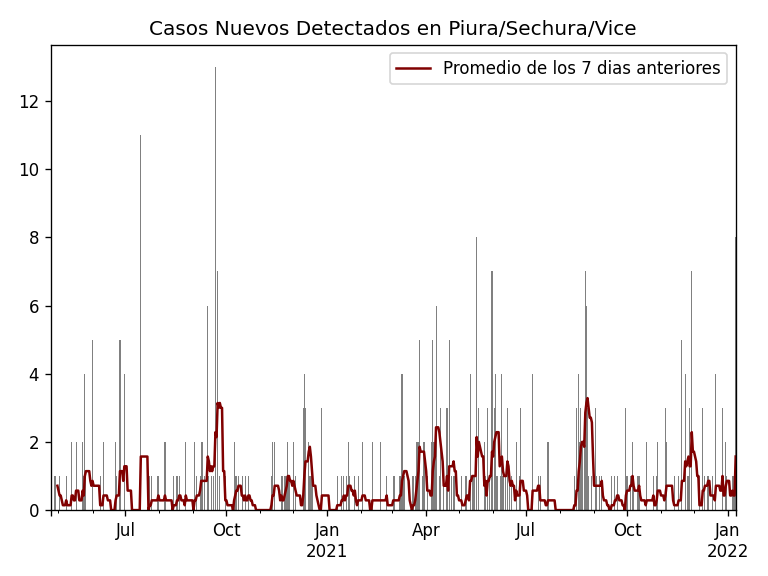 Casos Nuevos Detectados en Piura/Sechura/Vice
Promedio de los 7 dias anteriores
12
10
8
6
4
2
0
Jul
Oct
Jan
2021
Apr
Jul
Oct
Jan
2022